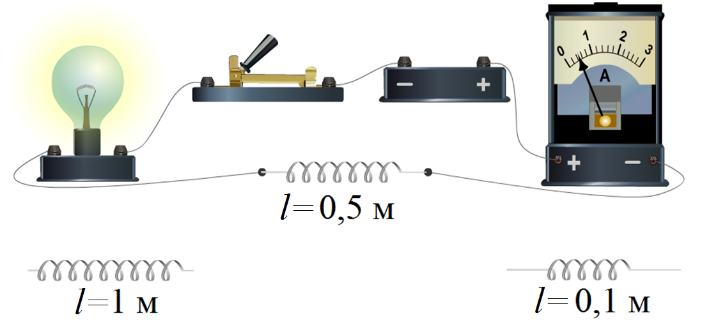 0 1 2 3
A
− +
+ −
l=0,5 м
l=1 м
l=0,1 м